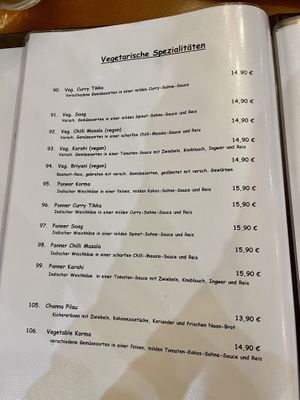 Vegetarische Spezialitäten
90. Veg. Curry Tikka 14,90 €
Verschiedene Gemüsesorten in einer milden Curry-Sahne-Sauce
91. Veg. Saag 14,90 €
Versch. Gemüsesorten in einer milden Spinat-Sahne-Sauce und Reis
92. Veg. Chilli Masala (vegan) 14,90 €
Versch. Gemüsesorten in einer scharfen Chilli-Masala-Sauce und Reis
93. Veg. Karahi (vegan) 14,90 €
Versch. Gemüsesorten in einer Tomaten-Sauce mit Zwiebeln, Knoblauch, Ingwer und Reis
94. Veg. Briyani (vegan) 14,90 €
Basmati-Reis, gebraten mit versch. Gemüsesorten, gedünstet mit versch. Gewürzen
95. Paneer Korma 15,90 €
Indischer Weichkäse in einer feinen, milden Kokos-Sahne-Sauce und Reis
96. Panner Curry Tikka 15,90 €
Indischer Weichkäse in einer milden Curry-Sahne-Sauce und Reis
97. Panner Saag 15,90 €
Indischer Weichkäse in einer milden Spinat-Sahne-Sauce und Reis
98. Panner Chilli Masala 15,90 €
Indischer Weichkäse in einer scharfen Chilli-Masala-Sauce und Reis
99. Panner Karahi 15,90 €
Indischer Weichkäse in einer Tomaten-Sauce mit Zwiebeln, Knoblauch, Ingwer und Reis
105. Channa Pilau 13,90 €
Kichererbsen mit Zwiebeln, Kokosnussstücke, Koriander und frischen Naan-Brot
106. Vegetable Korma 14,90 €
verschiedene Gemüsesorten in einer feinen, milden Tomaten-Kokos-Sahne-Sauce und Reis